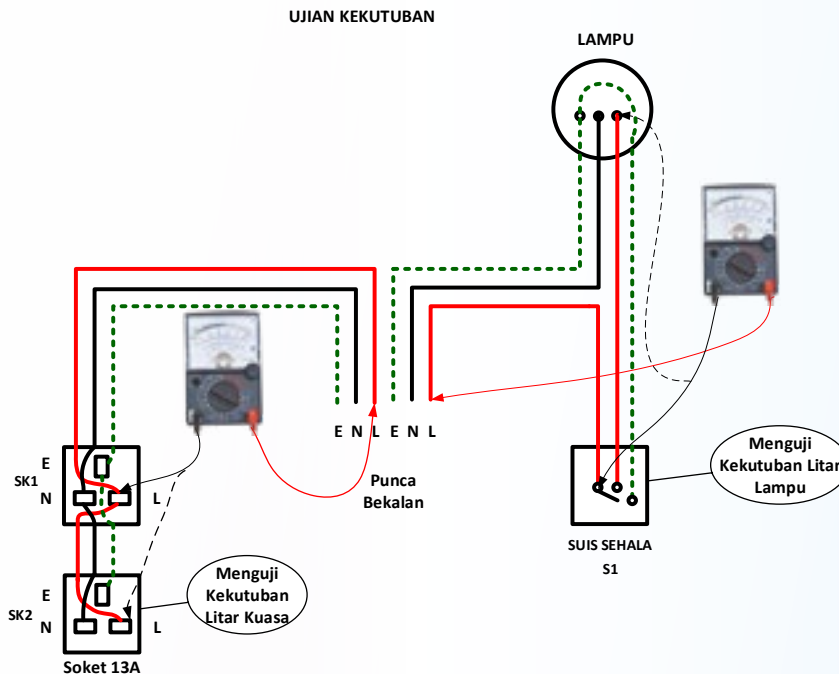 UJIAN KEKUTUBAN
LAMPU
E N L E N L
Punca
Bekalan
E
SK1
N
L
E
SK2
N
L
Soket 13A
Menguji
Kekutuban
Litar Kuasa
Menguji
Kekutuban Litar
Lampu
SUIS SEHALA
S1